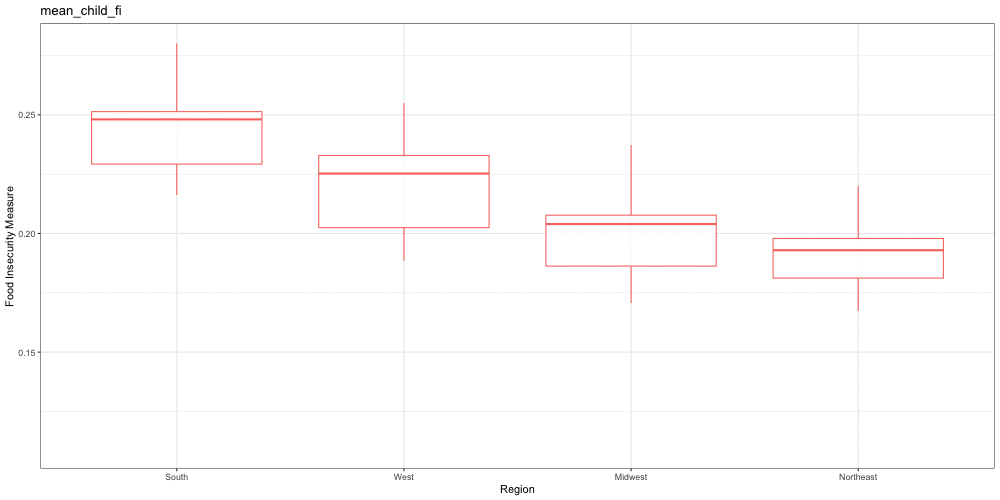 mean_child_fi
Food Insecurity Measure
0.25
0.20
0.15
South
West
Midwest
Northeast
Region